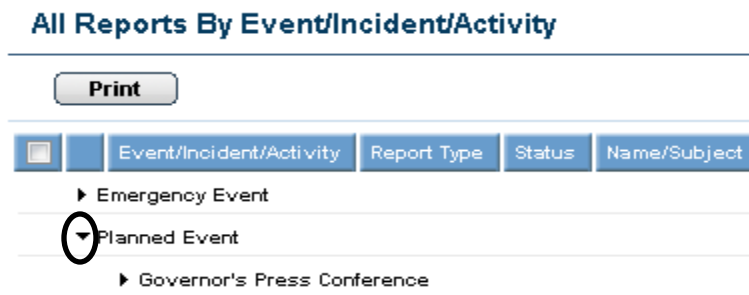 All Reports By Event/Incident/Activity
Print
Event/Incident/Activity Report Type Status Name/Subject
Emergency Event
Planned Event
Governor's Press Conference